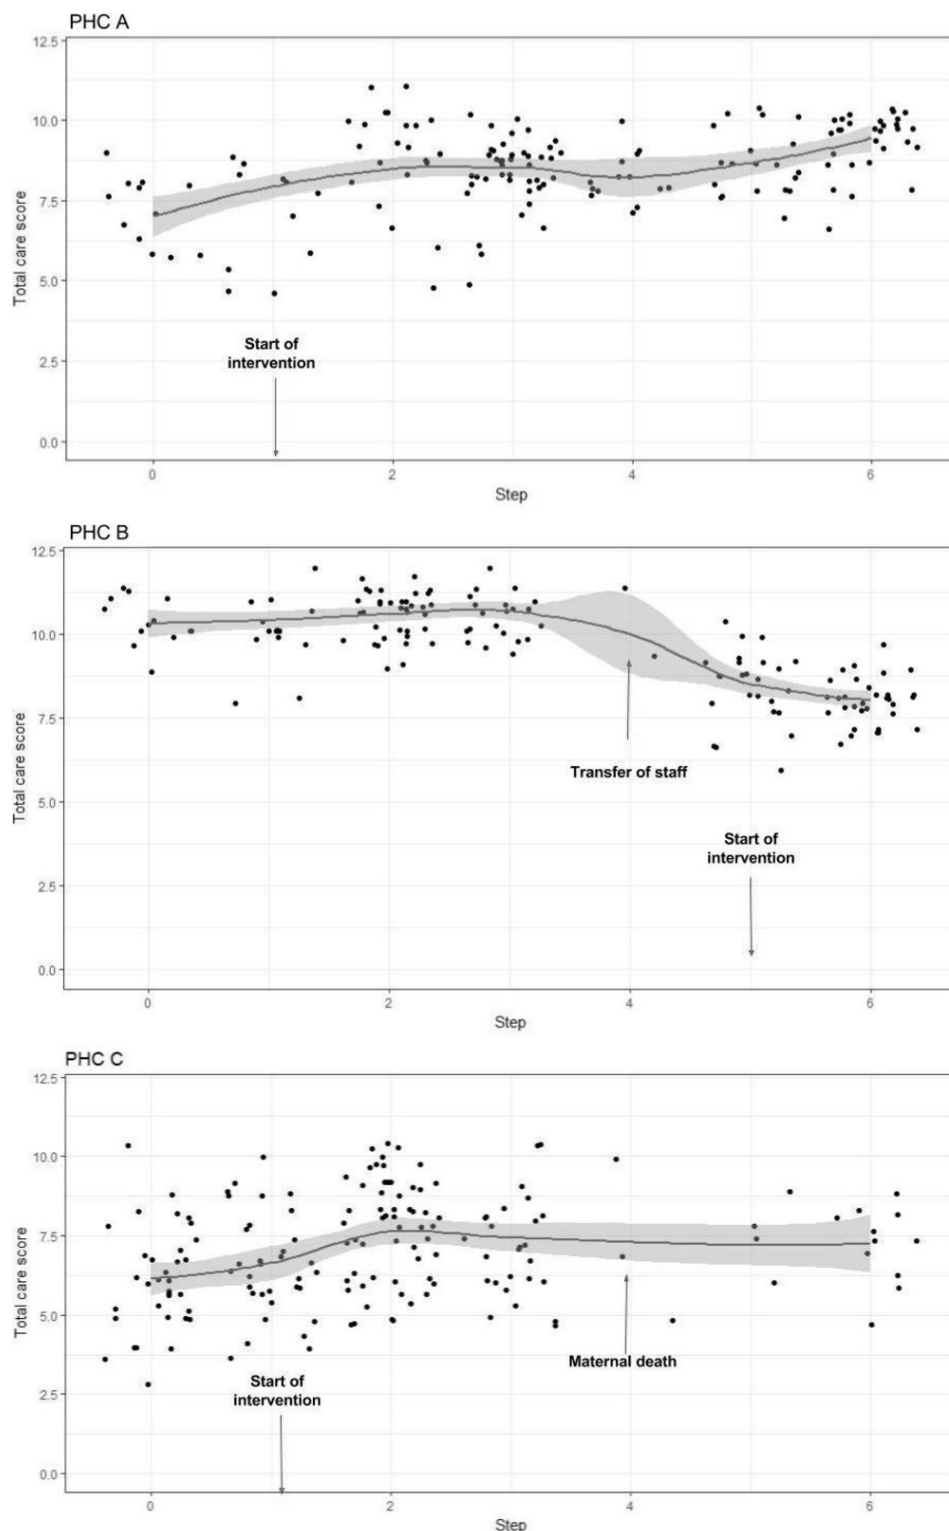 PHC A
12.5
10.0
7.5
5.0
2.5
0.0
Total care score
Start of
intervention
0 2 4 6
Step
PHC B
12.5
10.0
7.5
5.0
2.5
0.0
Total care score
Transfer of staff
Start of
intervention
0 2 4 6
Step
PHC C
12.5
10.0
7.5
5.0
2.5
0.0
Total care score
Maternal death
Start of
intervention
0 2 4 6
Step